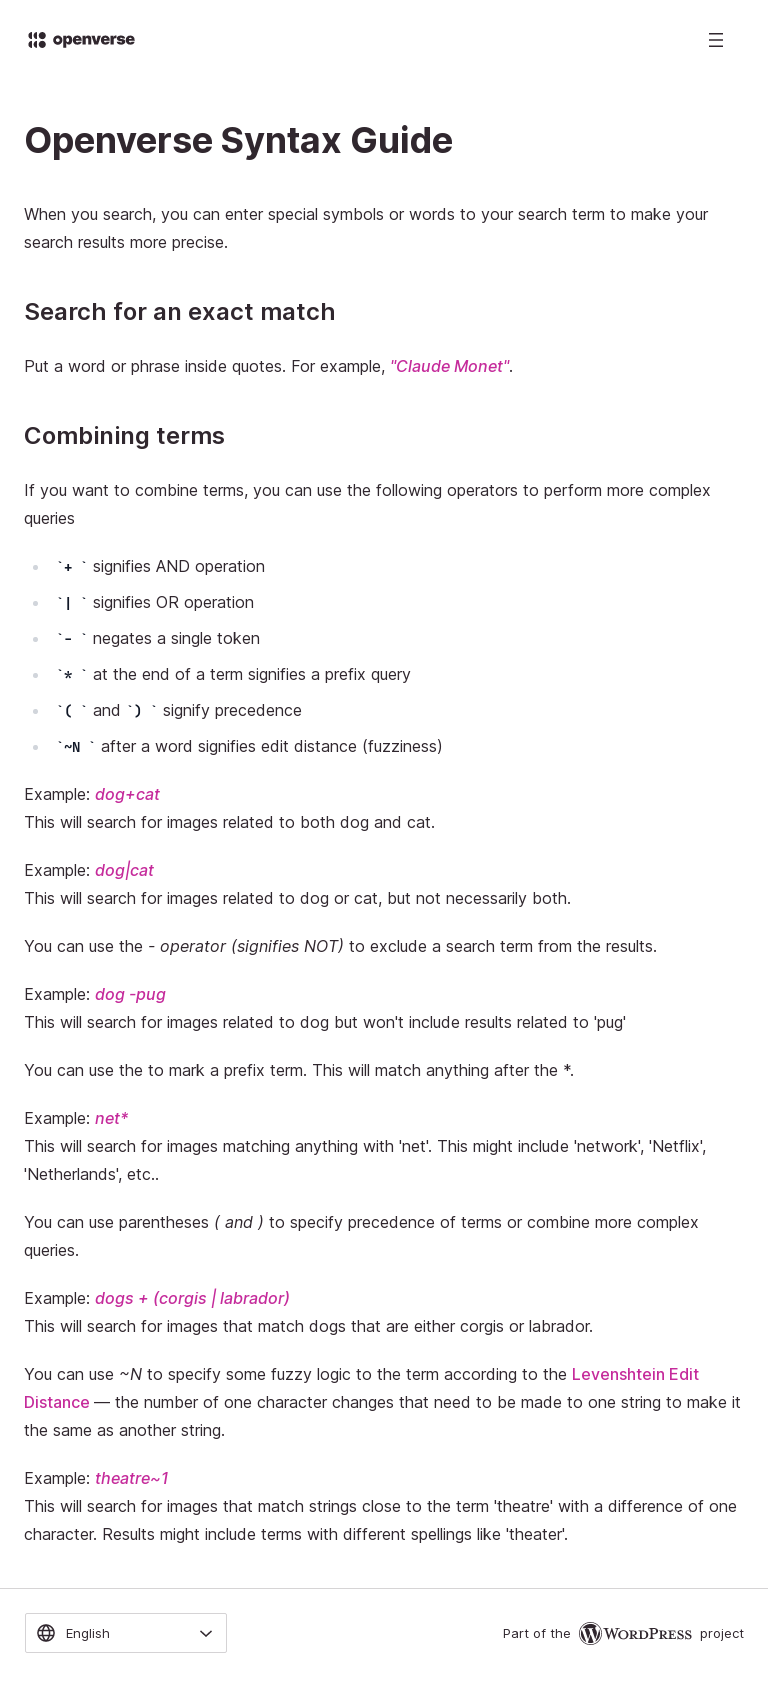 openverse
Openverse Syntax Guide
When you search, you can enter special symbols or words to your search term to make your
search results more precise.
Search for an exact match
Put a word or phrase inside quotes. For example, "Claude Monet".
Combining terms
If you want to combine terms, you can use the following operators to perform more complex
queries
`+ ` signifies AND operation
`| ` signifies OR operation
`- ` negates a single token
`* ` at the end of a term signifies a prefix query
`( ` and `) ` signify precedence
`~N ` after a word signifies edit distance (fuzziness)
Example: dog+cat
This will search for images related to both dog and cat.
Example: dog|cat
This will search for images related to dog or cat, but not necessarily both.
You can use the - operator (signifies NOT) to exclude a search term from the results.
Example: dog -pug
This will search for images related to dog but won't include results related to 'pug'
You can use the to mark a prefix term. This will match anything after the *.
Example: net*
This will search for images matching anything with 'net'. This might include 'network', 'Netflix',
'Netherlands', etc..
You can use parentheses ( and ) to specify precedence of terms or combine more complex
queries.
Example: dogs + (corgis | labrador)
This will search for images that match dogs that are either corgis or labrador.
You can use ~N to specify some fuzzy logic to the term according to the Levenshtein Edit
Distance — the number of one character changes that need to be made to one string to make it
the same as another string.
Example: theatre~1
This will search for images that match strings close to the term 'theatre' with a difference of one
character. Results might include terms with different spellings like 'theater'.
English
Part of the WORDPRESS project